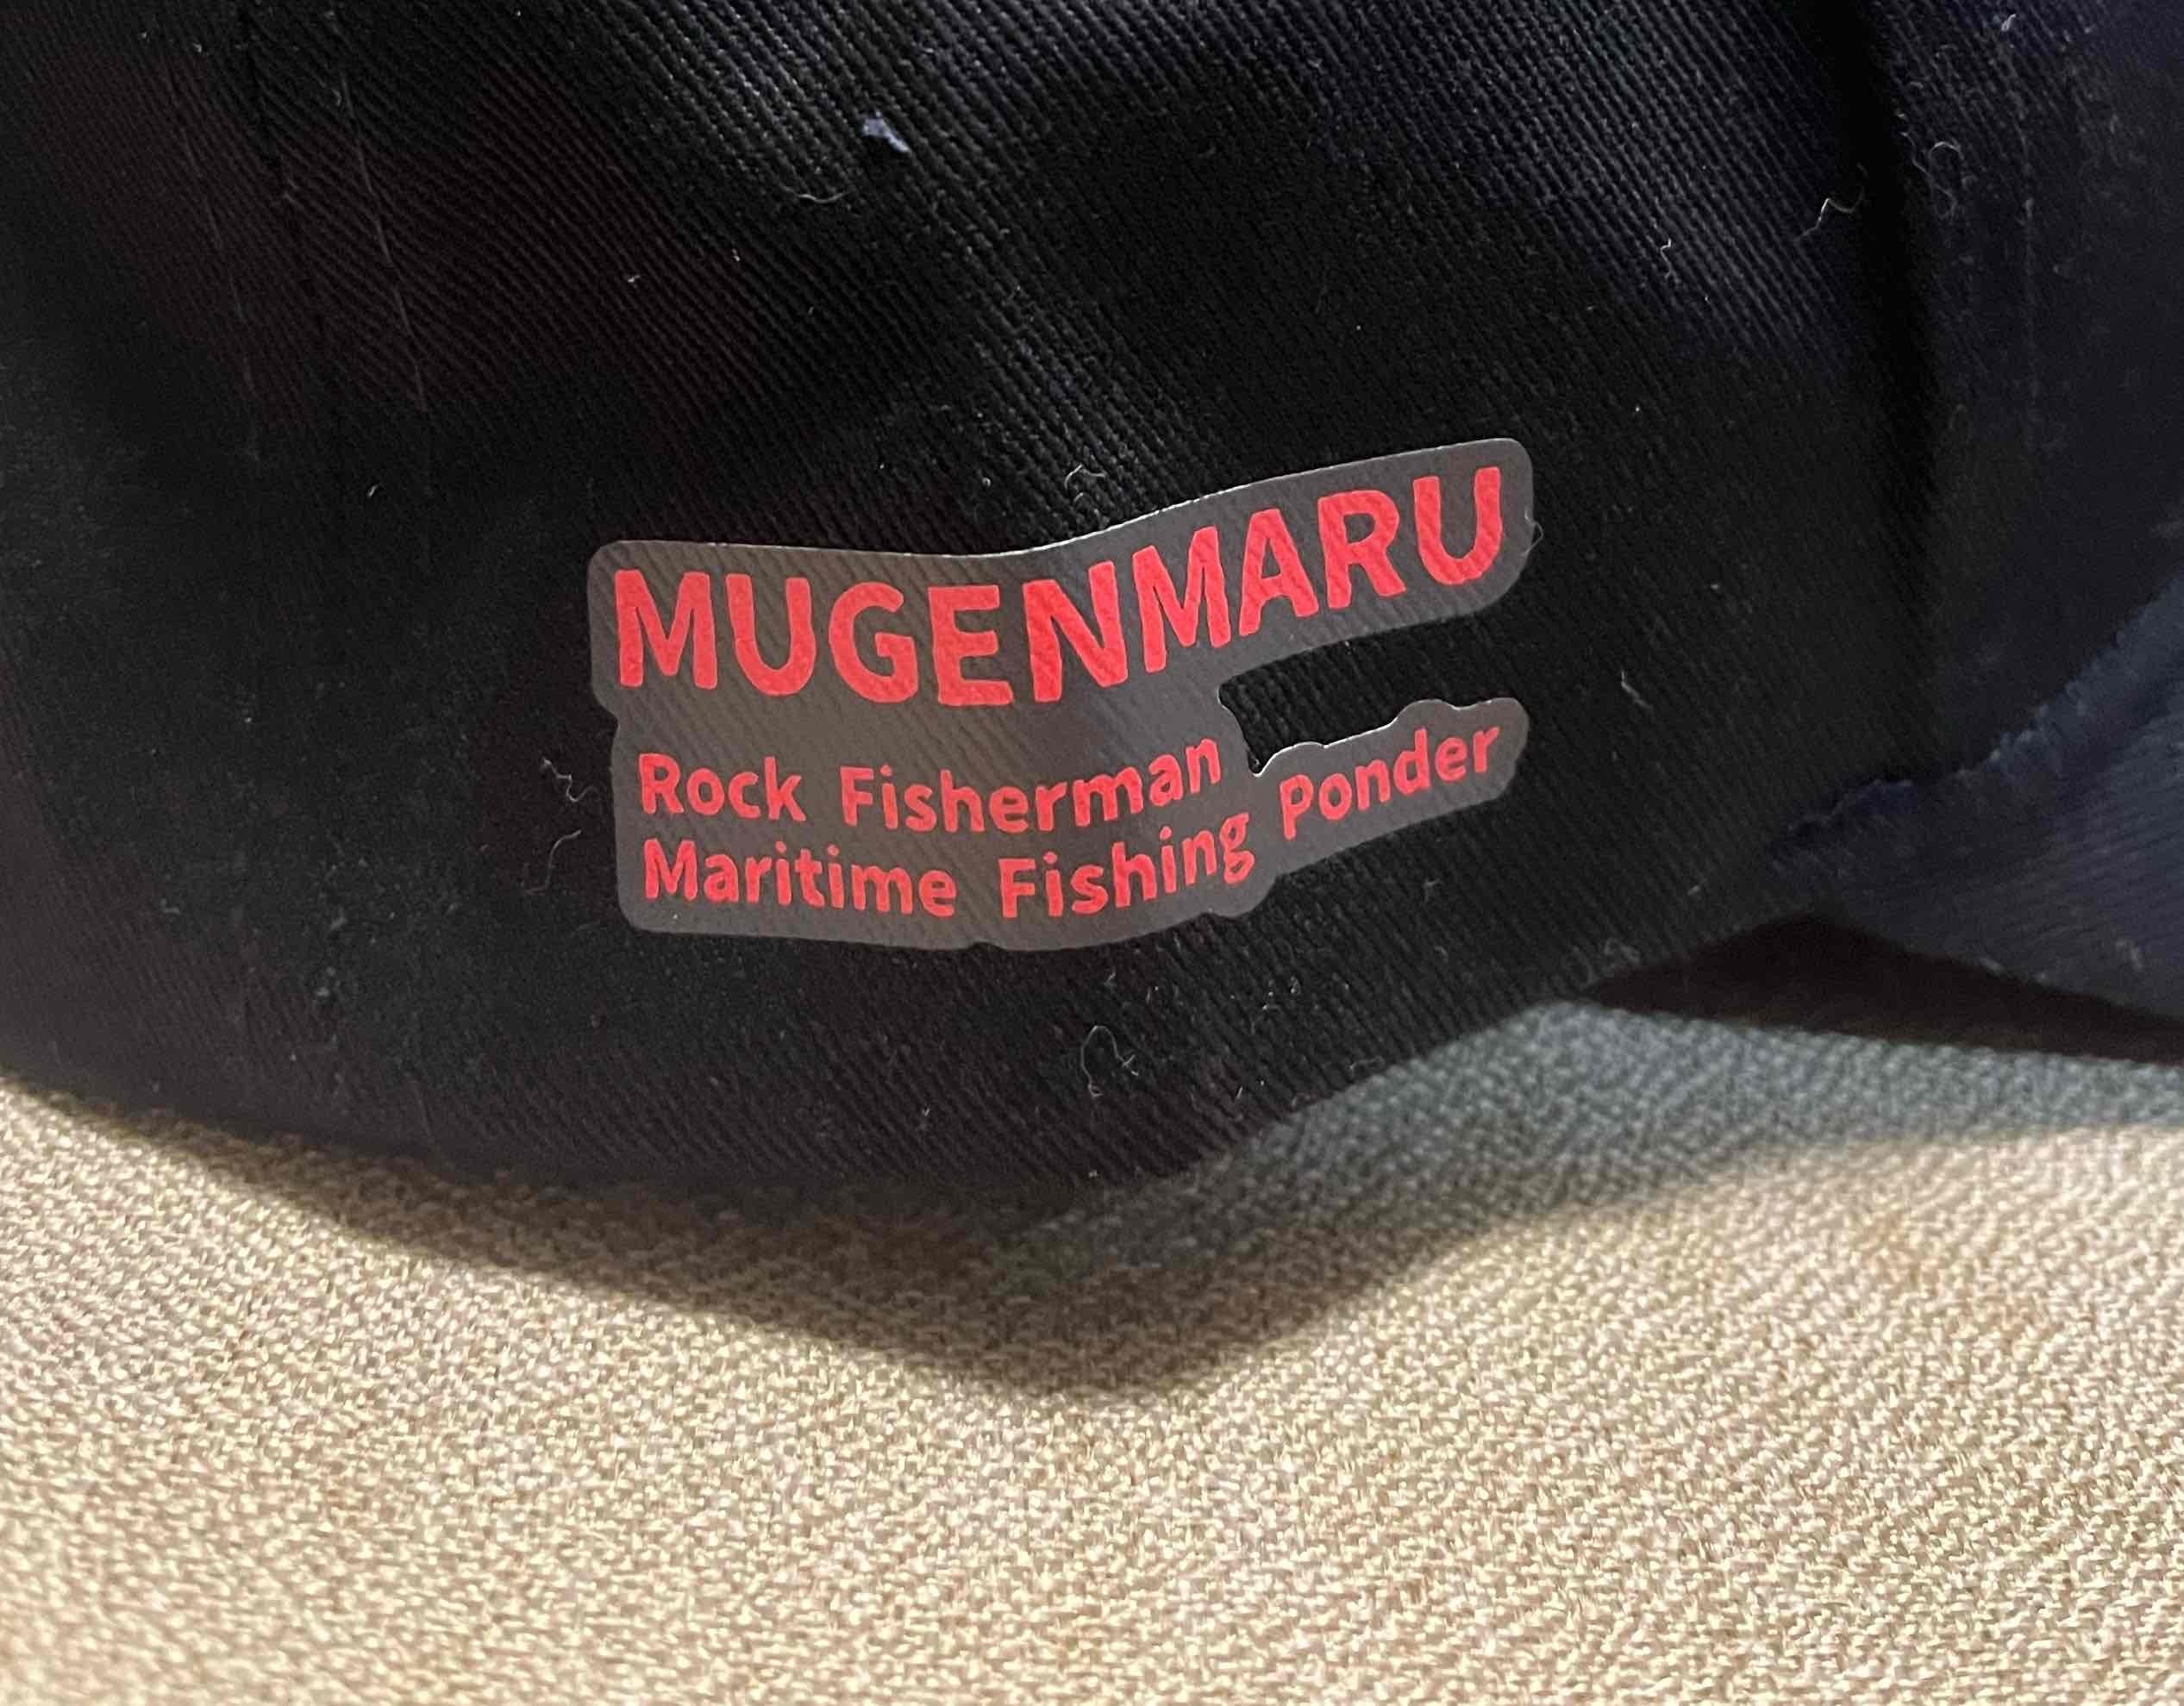 MUGENMARU
Rock Fisherman
Maritime Fishing Ponder